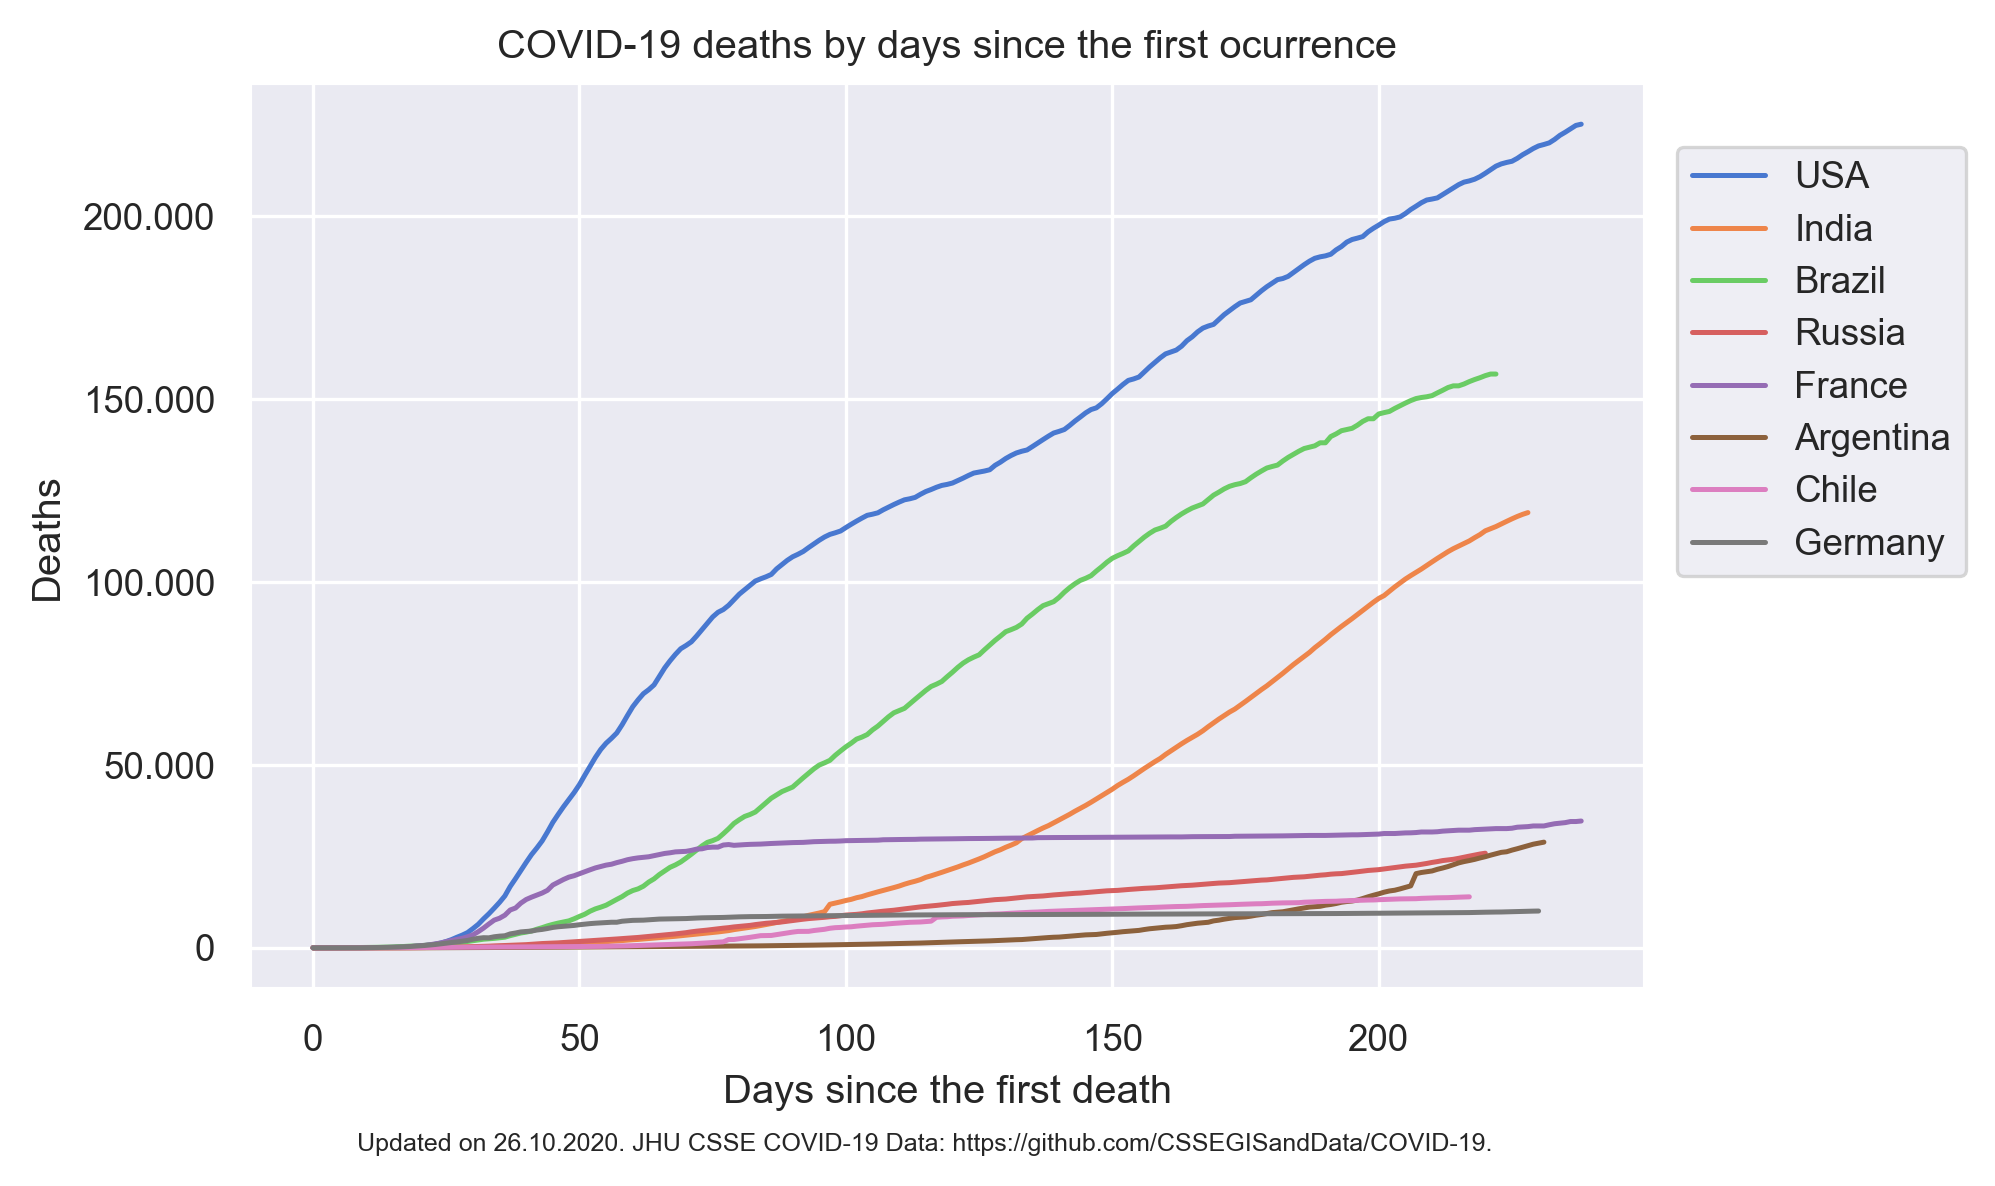 COVID-19 deaths by days since the first ocurrence
200.000
150.000
100.000
50.000
0
Deaths
0 50 100 150 200
Days since the first death
USA
India
Brazil
Russia
France
Argentina
Chile
Germany
Updated on 26.10.2020. JHU CSSE COVID-19 Data: https://github.com/CSSEGISandData/COVID-19.